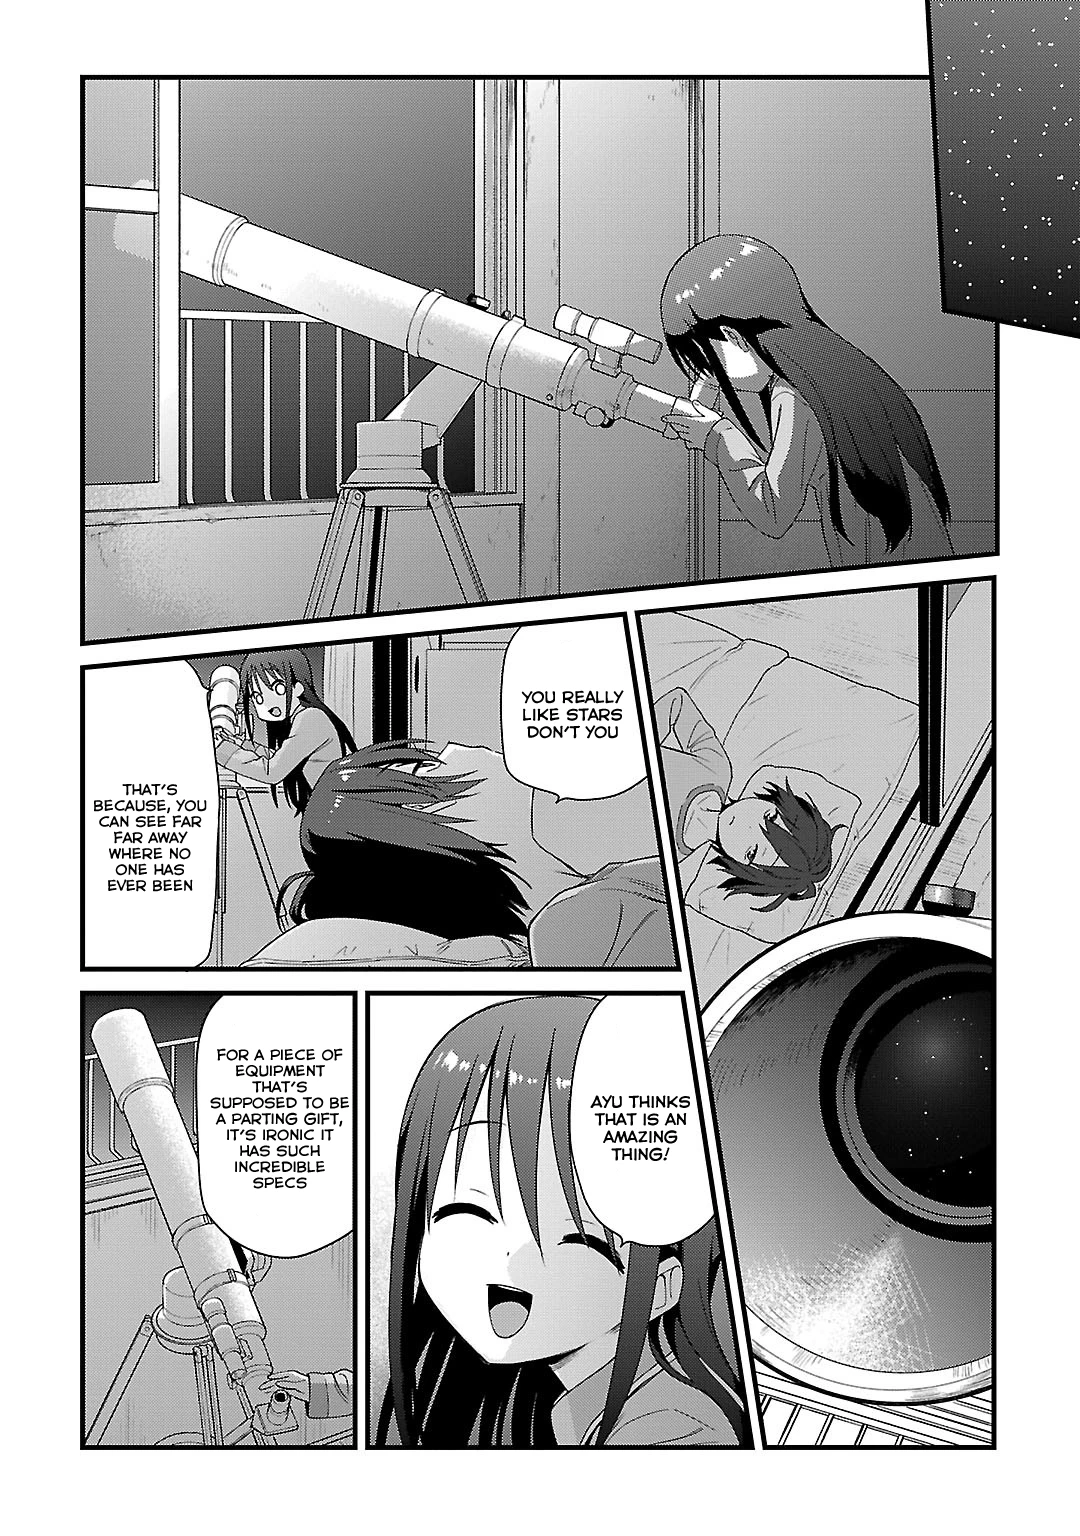 YOU REALLY
LIKE STARS
DON'T YOU
THAT'S
BECAUSE, YOU
CAN SEE FAR
FAR AWAY
WHERE NO
ONE HAS
EVER BEEN
AYU THINKS
THAT IS AN
AMAZING
THING!
FOR A PIECE OF
EQUIPMENT
THAT'S
SUPPOSED TO BE
A PARTING GIFT,
IT'S IRONIC IT
HAS SUCH
INCREDIBLE
SPECS